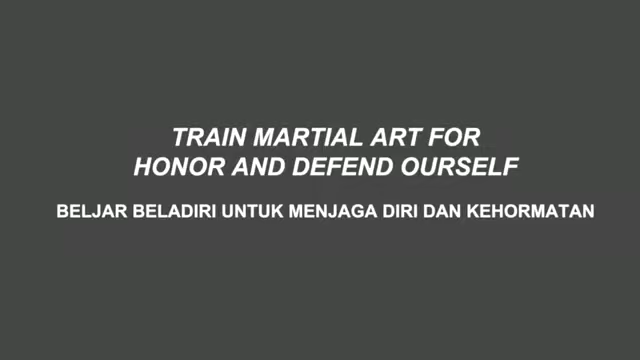 TRAIN MARTIAL ART FOR
HONOR AND DEFEND OURSELF
BELJAR BELADIRI UNTUK MENJAGA DIRI DAN KEHORMATAN